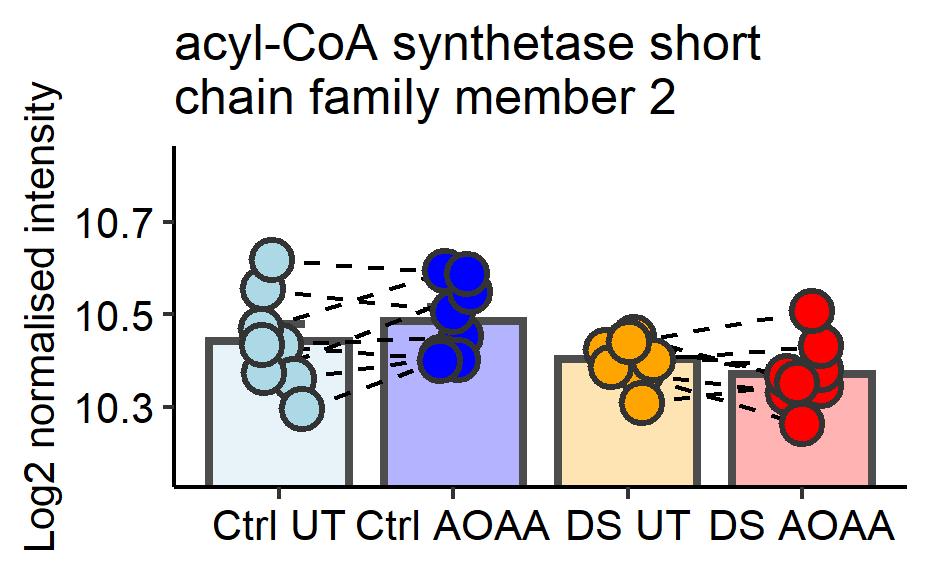 acyl-CoA synthetase short
chain family member 2
Log2 normalised intensity
10.7
10.5
10.3
Ctrl UT Ctrl AOAA DS UT DS AOAA